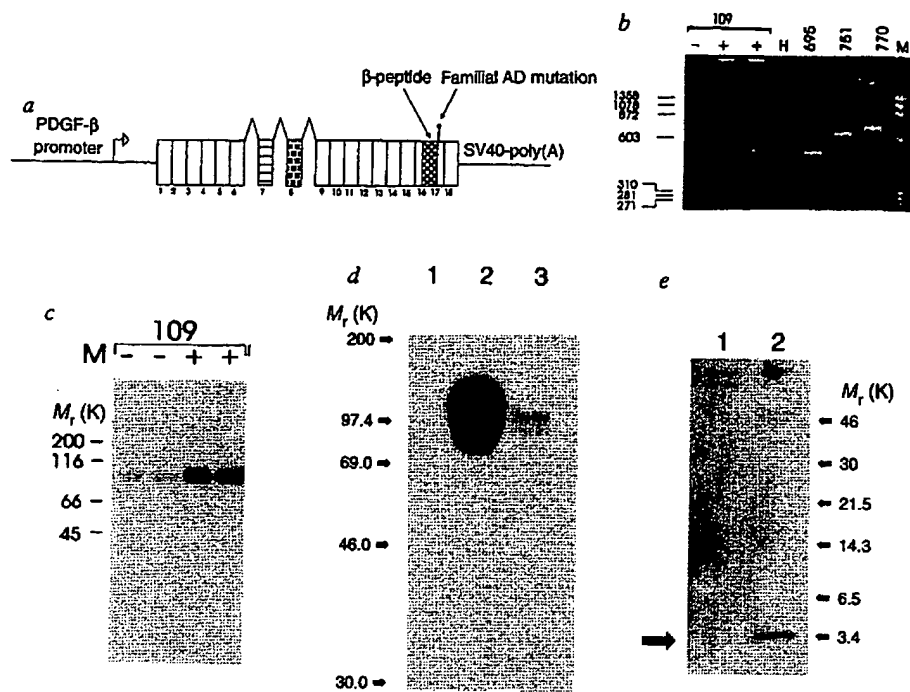 a
PDGF-β
promoter
β-peptide
Familial AD mutation
SV40-poly(A)
1 2 3 4 5 6 7 8 9 10 11 12 13 14 15 16 17 18
b
109
- + + H 695 751 770 M
1358
1078
872
603
310
281
271
c
109
M - - + +
Mr (K)
200
116
66
45
d
1 2 3
Mr (K)
200
97.4
69.0
46.0
30.0
e
1 2
Mr (K)
46
30
21.5
14.3
6.5
3.4